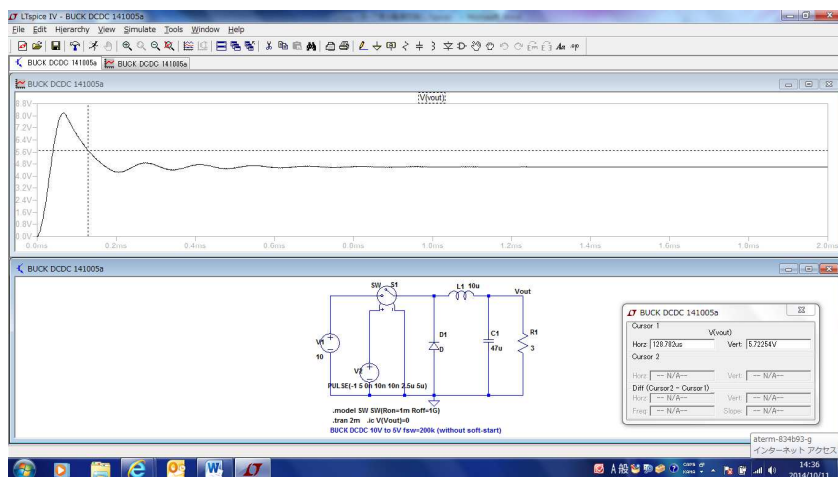 LTspice IV - BUCK DCDC 141005a
File Edit Hierarchy View Simulate Tools Window Help
BUCK DCDC 141005a BUCK DCDC 141005a
BUCK DCDC 141005a
V(vout)
8.8V
8.0V
7.2V
6.4V
5.6V
4.8V
4.0V
3.2V
2.4V
1.6V
0.8V
0.0V
0.0ms 0.2ms 0.4ms 0.6ms 0.8ms 1.0ms 1.2ms 1.4ms 1.6ms 1.8ms 2.0ms
BUCK DCDC 141005a
SW S1
L1 10u
Vout
V1
10
V2
D1
D
C1
47u
R1
3
PULSE(-1 5 0n 10n 10n 2.5u 5u)
.model SW SW(Ron=1m Roff=1G)
.tran 2m .ic V(Vout)=0
BUCK DCDC 10V to 5V fsw=200k (without soft-start)
BUCK DCDC 141005a
Cursor 1
V(vout)
Horz: 128.782us Vert: 5.72254V
Cursor 2
Horz: -- N/A-- Vert: -- N/A--
Diff (Cursor2 - Cursor1)
Horz: -- N/A-- Vert: -- N/A--
Freq: -- N/A-- Slope: -- N/A--
aterm-834b93-g
インターネット アクセス
A 般
CAPS
KANA
14:36
2014/10/11